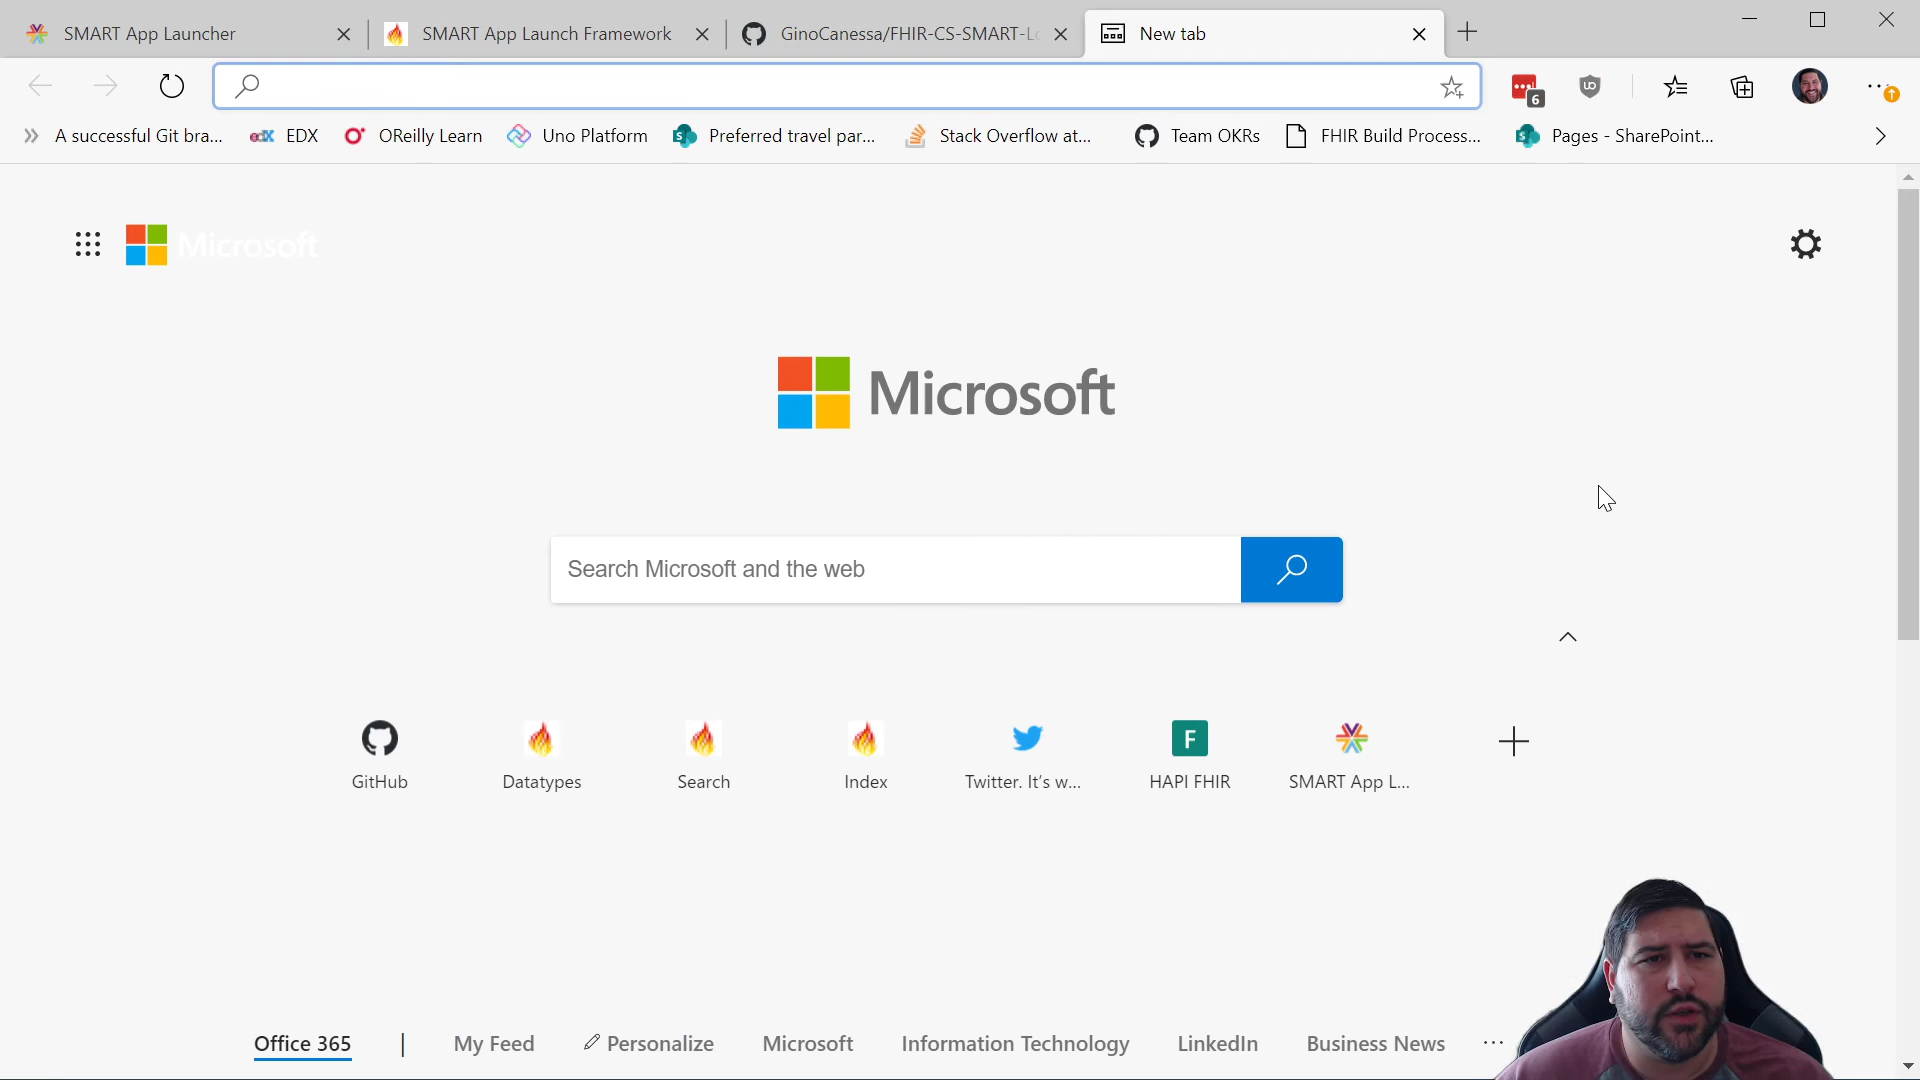 SMART App Launcher
SMART App Launch Framework
GinoCanessa/FHIR-CS-SMART-L
New tab
6
A successful Git bra...
edX
EDX
OReilly Learn
Uno Platform
Preferred travel par...
Stack Overflow at...
Team OKRs
FHIR Build Process...
Pages - SharePoint...
Microsoft
Microsoft
Search Microsoft and the web
F
GitHub
Datatypes
Search
Index
Twitter. It's w...
HAPI FHIR
SMART App L...
Office 365 | My Feed Personalize Microsoft Information Technology LinkedIn Business News ...